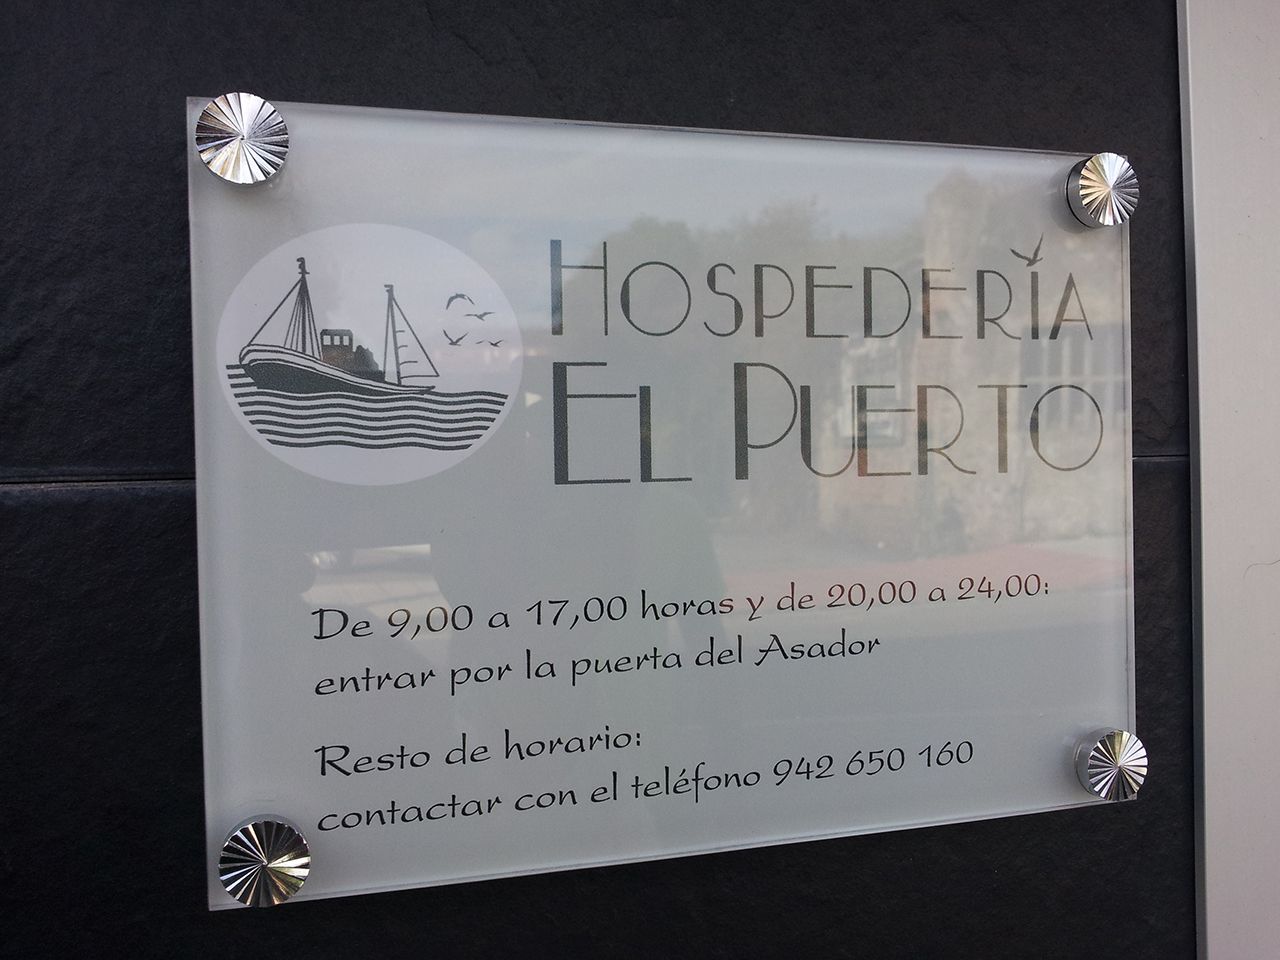 HOSPEDERÍA
EL PUERTO
De 9,00 a 17,00 horas y de 20,00 a 24,00:
entrar por la puerta del Asador
Resto de horario:
contactar con el teléfono 942 650 160